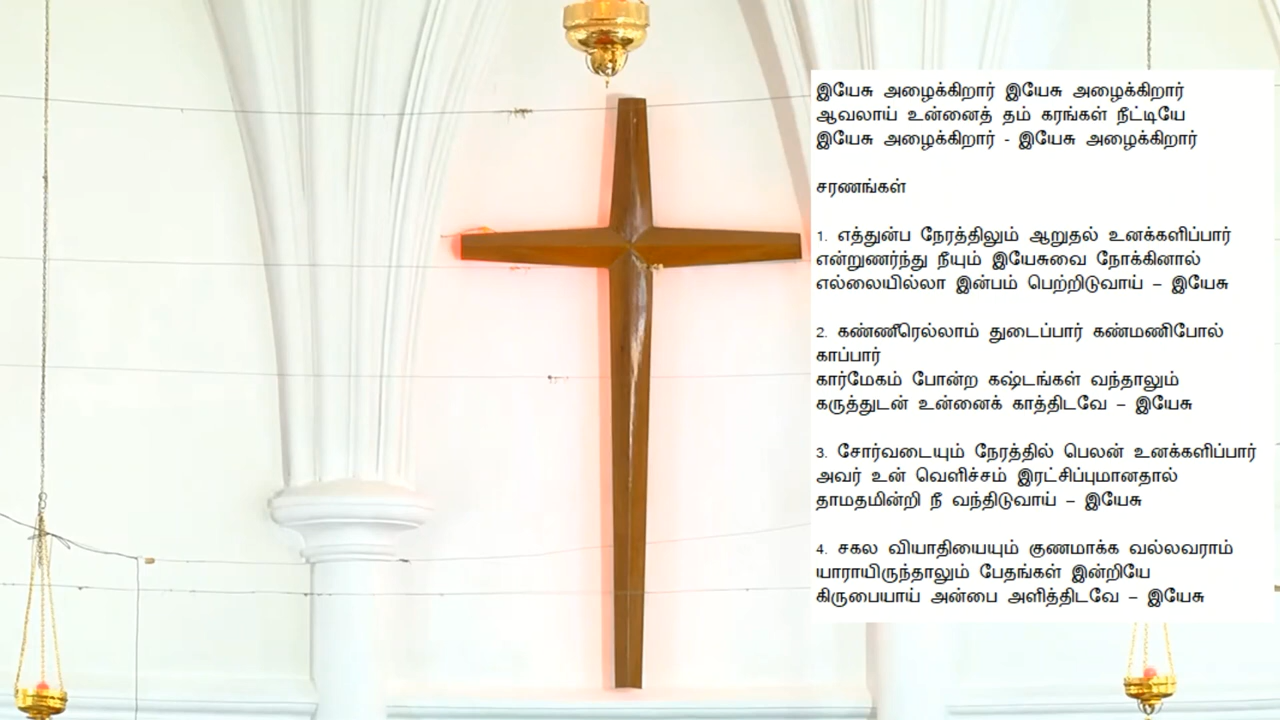 இயேசு அழைக்கிறார் இயேசு அழைக்கிறார்
ஆவலாய் உன்னைத் தம் கரங்கள் நீட்டியே
இயேசு அழைக்கிறார் - இயேசு அழைக்கிறார்
சரணங்கள்
1. எத்துன்ப நேரத்திலும் ஆறுதல் உனக்களிப்பார்
என்றுணர்ந்து நீயும் இயேசுவை நோக்கினால்
எல்லையில்லா இன்பம் பெற்றிடுவாய் – இயேசு
2. கண்ணீரெல்லாம் துடைப்பார் கண்மணிபோல்
காப்பார்
கார்மேகம் போன்ற கஷ்டங்கள் வந்தாலும்
கருத்துடன் உன்னைக் காத்திடவே – இயேசு
3. சோர்வடையும் நேரத்தில் பெலன் உனக்களிப்பார்
அவர் உன் வெளிச்சம் இரட்சிப்புமானதால்
தாமதமின்றி நீ வந்திடுவாய் – இயேசு
4. சகல வியாதியையும் குணமாக்க வல்லவராம்
யாராயிருந்தாலும் பேதங்கள் இன்றியே
கிருபையாய் அன்பை அளித்திடவே – இயேசு